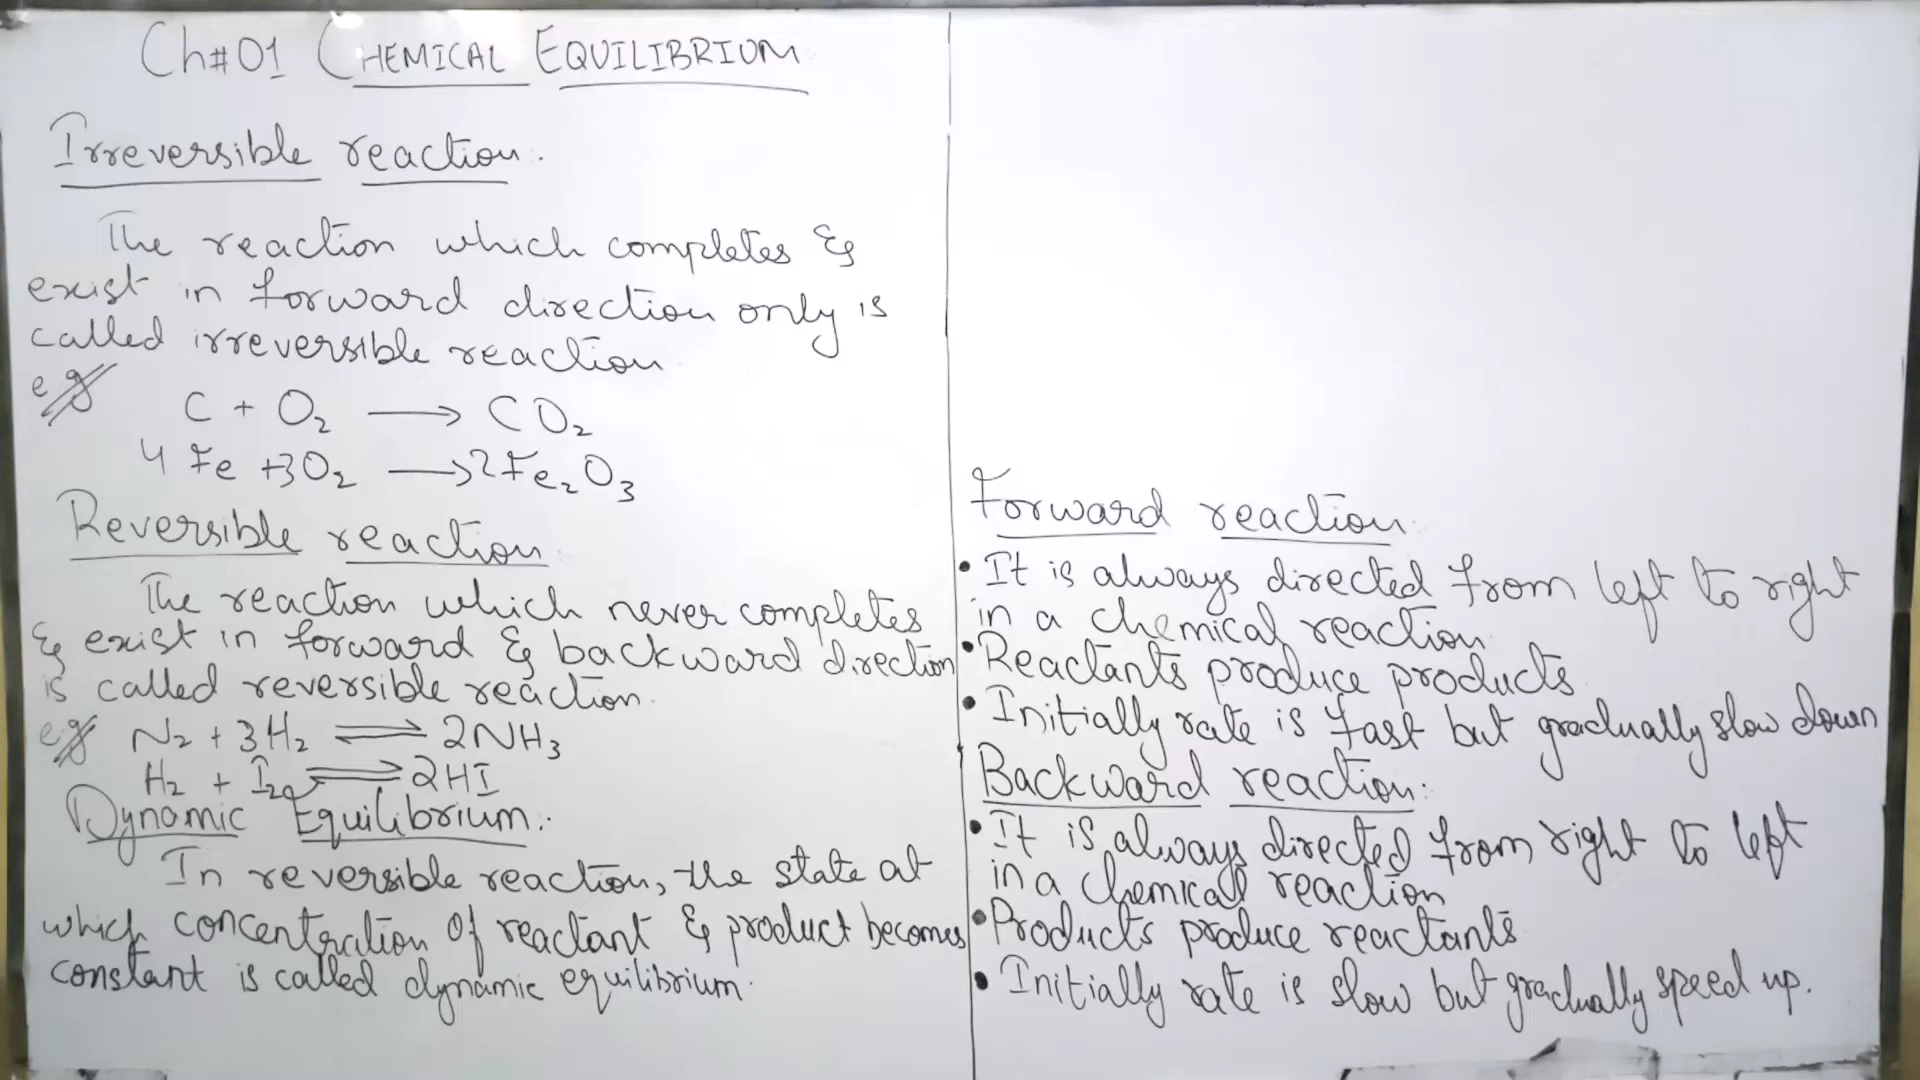 Ch#01 CHEMICAL EQUILIBRIUM
Irreversible reaction:
The reaction which completes &
exist in forward direction only is
called irreversible reaction
eg
C + O₂ ⟶ CO₂
4 Fe +3O₂ ⟶ 2Fe₂O₃
Reversible reaction:
The reaction which never completes
& exist in forward & backward direction
is called reversible reaction.
eg N₂ + 3H₂ ⇌ 2NH₃
H₂ + I₂ ⇌ 2HI
Dynamic Equilibrium:
In reversible reaction, the state at
which concentration of reactant & product becomes
constant is called dynamic equilibrium.
Forward reaction:
• It is always directed from left to right
in a chemical reaction.
• Reactants produce products
• Initially rate is fast but gradually slow down
Backward reaction:
• It is always directed from right to left
in a chemical reaction
• Products produce reactants
• Initially rate is slow but gradually speed up.